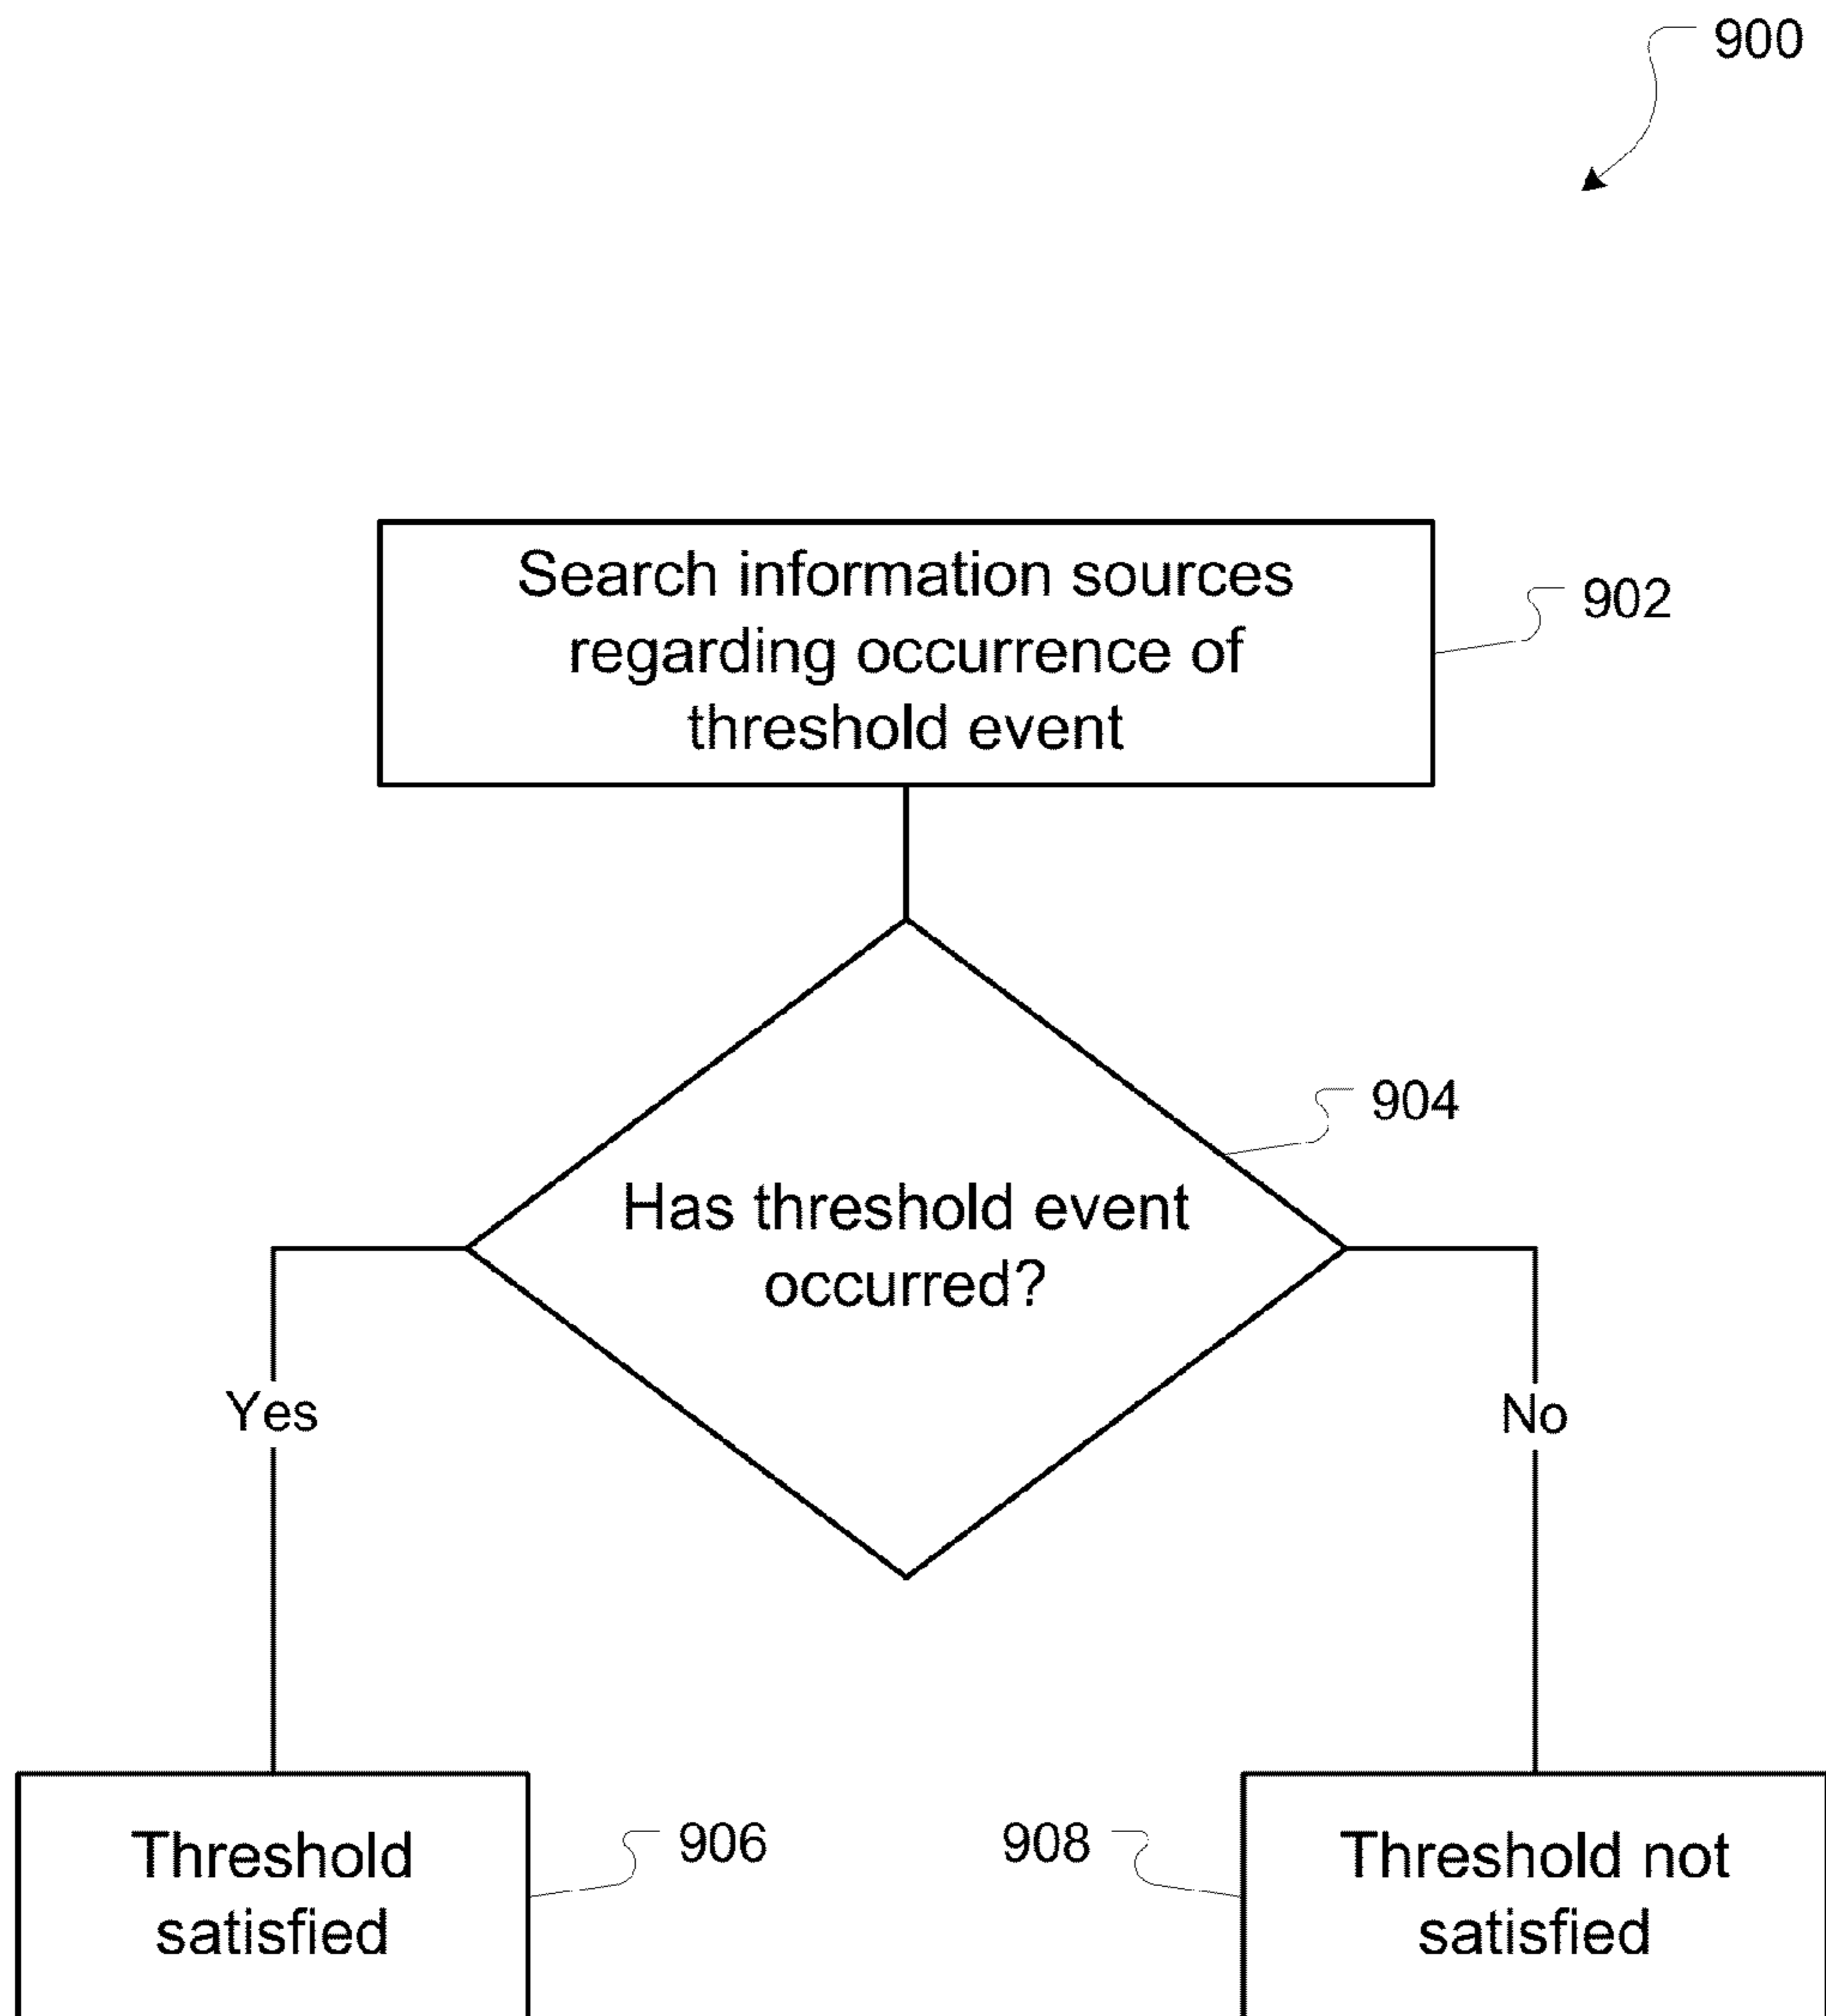 900
Search information sources
regarding occurrence of
threshold event
902
904
Has threshold event
occurred?
Yes
No
Threshold
satisfied
906
908
Threshold not
satisfied